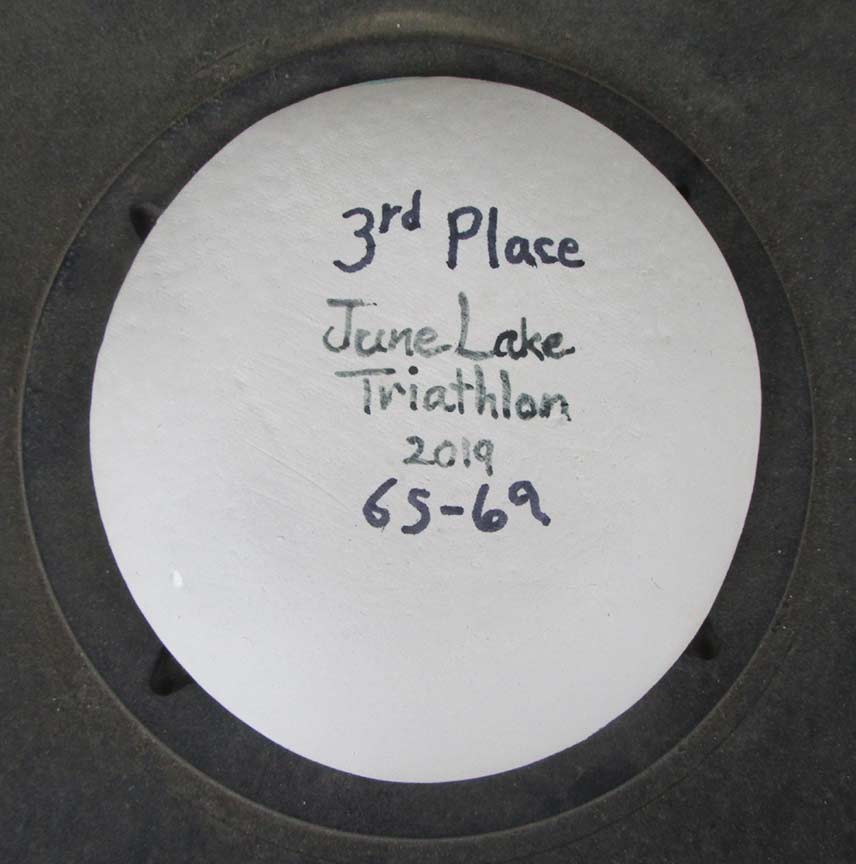 3rd Place
June Lake
Triathlon
2019
65-69